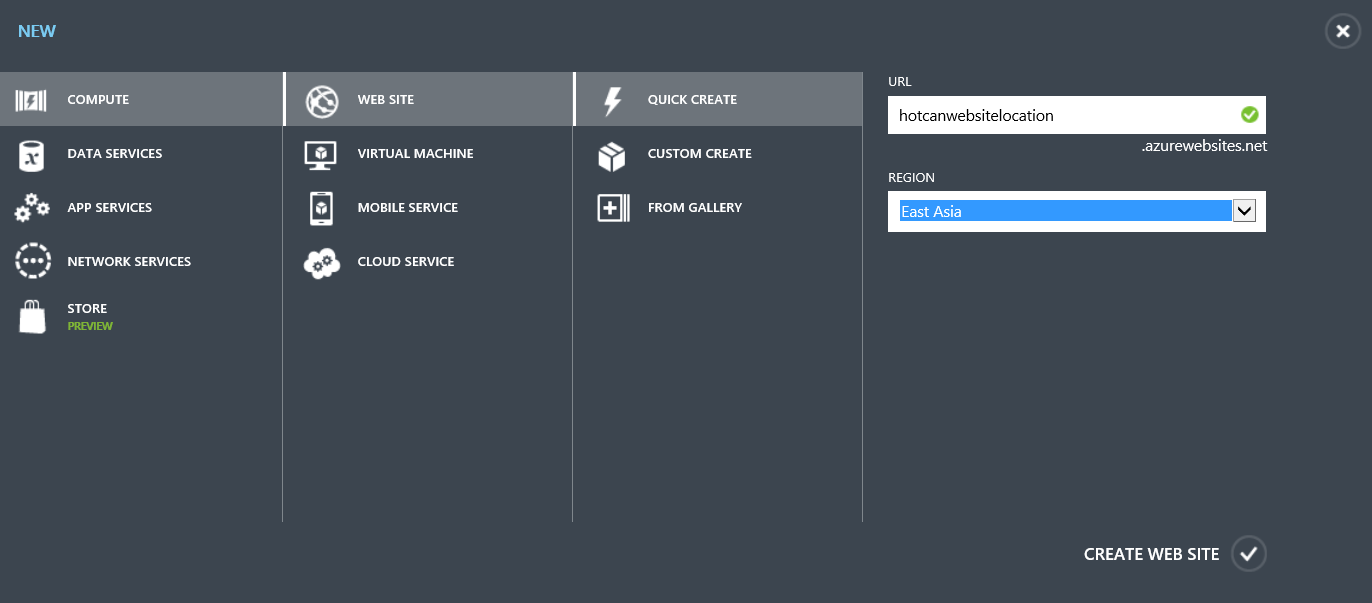 NEW
COMPUTE
DATA SERVICES
APP SERVICES
NETWORK SERVICES
STORE
PREVIEW
WEB SITE
VIRTUAL MACHINE
MOBILE SERVICE
CLOUD SERVICE
QUICK CREATE
CUSTOM CREATE
FROM GALLERY
URL
hotcanwebsitelocation
.azurewebsites.net
REGION
East Asia
CREATE WEB SITE